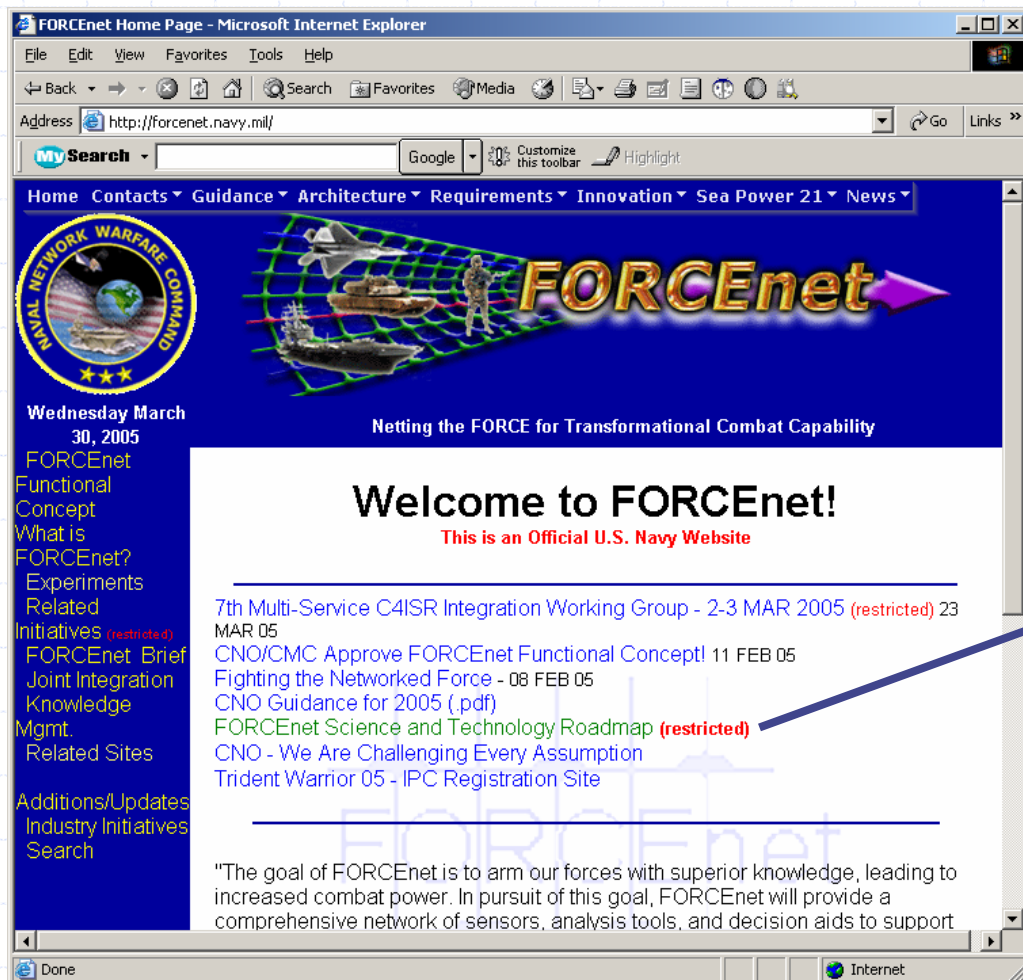 FORCEnet Home Page - Microsoft Internet Explorer
File Edit View Favorites Tools Help
Back Search Favorites Media
Address http://forcenet.navy.mil/ Go Links »
My Search Google Customize this toolbar Highlight
Home Contacts Guidance Architecture Requirements Innovation Sea Power 21 News
NAVAL NETWORK WARFARE COMMAND
FORCEnet
Wednesday March
30, 2005
Netting the FORCE for Transformational Combat Capability
FORCEnet
Functional
Concept
What is
FORCEnet?
Experiments
Related
Initiatives (restricted)
FORCEnet Brief
Joint Integration
Knowledge
Mgmt.
Related Sites
Additions/Updates
Industry Initiatives
Search
Welcome to FORCEnet!
This is an Official U.S. Navy Website
7th Multi-Service C4ISR Integration Working Group - 2-3 MAR 2005 (restricted) 23
MAR 05
CNO/CMC Approve FORCEnet Functional Concept! 11 FEB 05
Fighting the Networked Force - 08 FEB 05
CNO Guidance for 2005 (.pdf)
FORCEnet Science and Technology Roadmap (restricted)
CNO - We Are Challenging Every Assumption
Trident Warrior 05 - IPC Registration Site
FORCEnet
"The goal of FORCEnet is to arm our forces with superior knowledge, leading to
increased combat power. In pursuit of this goal, FORCEnet will provide a
comprehensive network of sensors, analysis tools, and decision aids to support
Done Internet